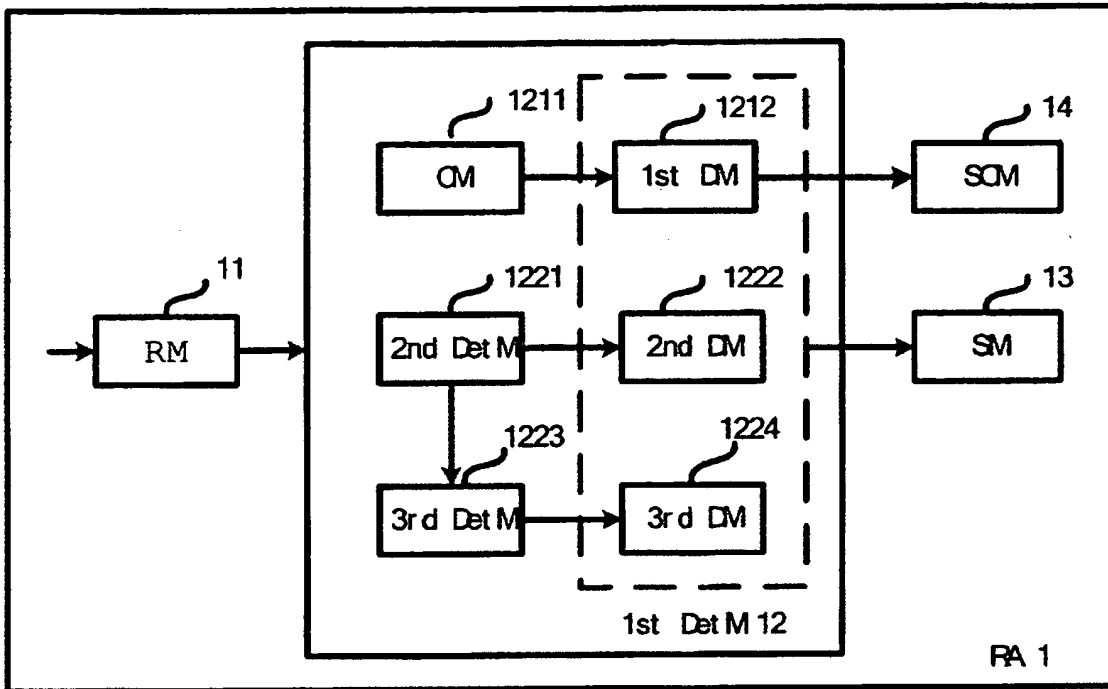 1211
1212
14
CM
1st DM
SCM
11
1221
1222
13
RM
2nd Det M
2nd DM
SM
1223
1224
3rd Det M
3rd DM
1st Det M 12
RA 1